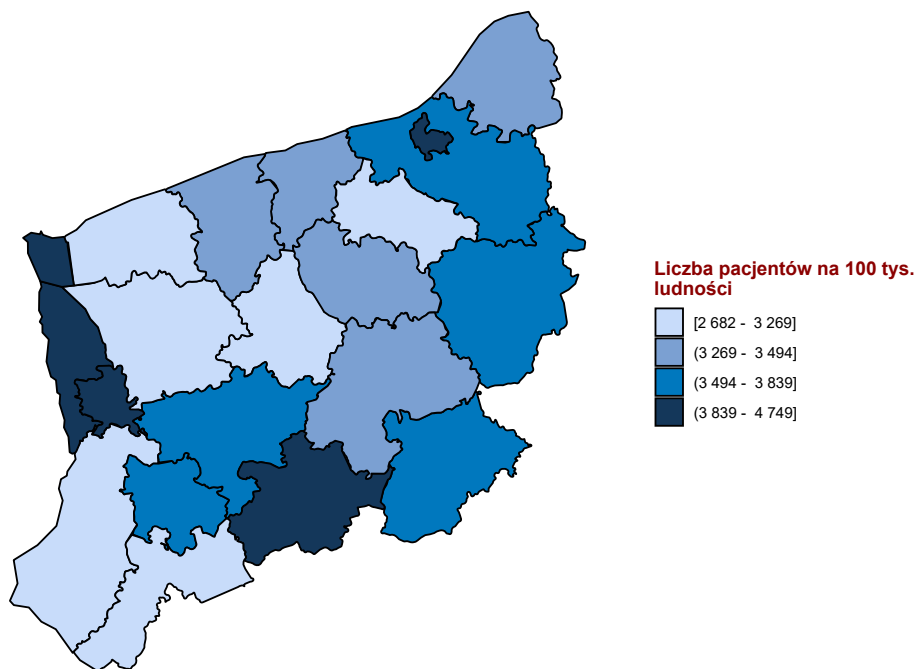 Liczba pacjentów na 100 tys.
ludności
[2 682 - 3 269]
(3 269 - 3 494]
(3 494 - 3 839]
(3 839 - 4 749]